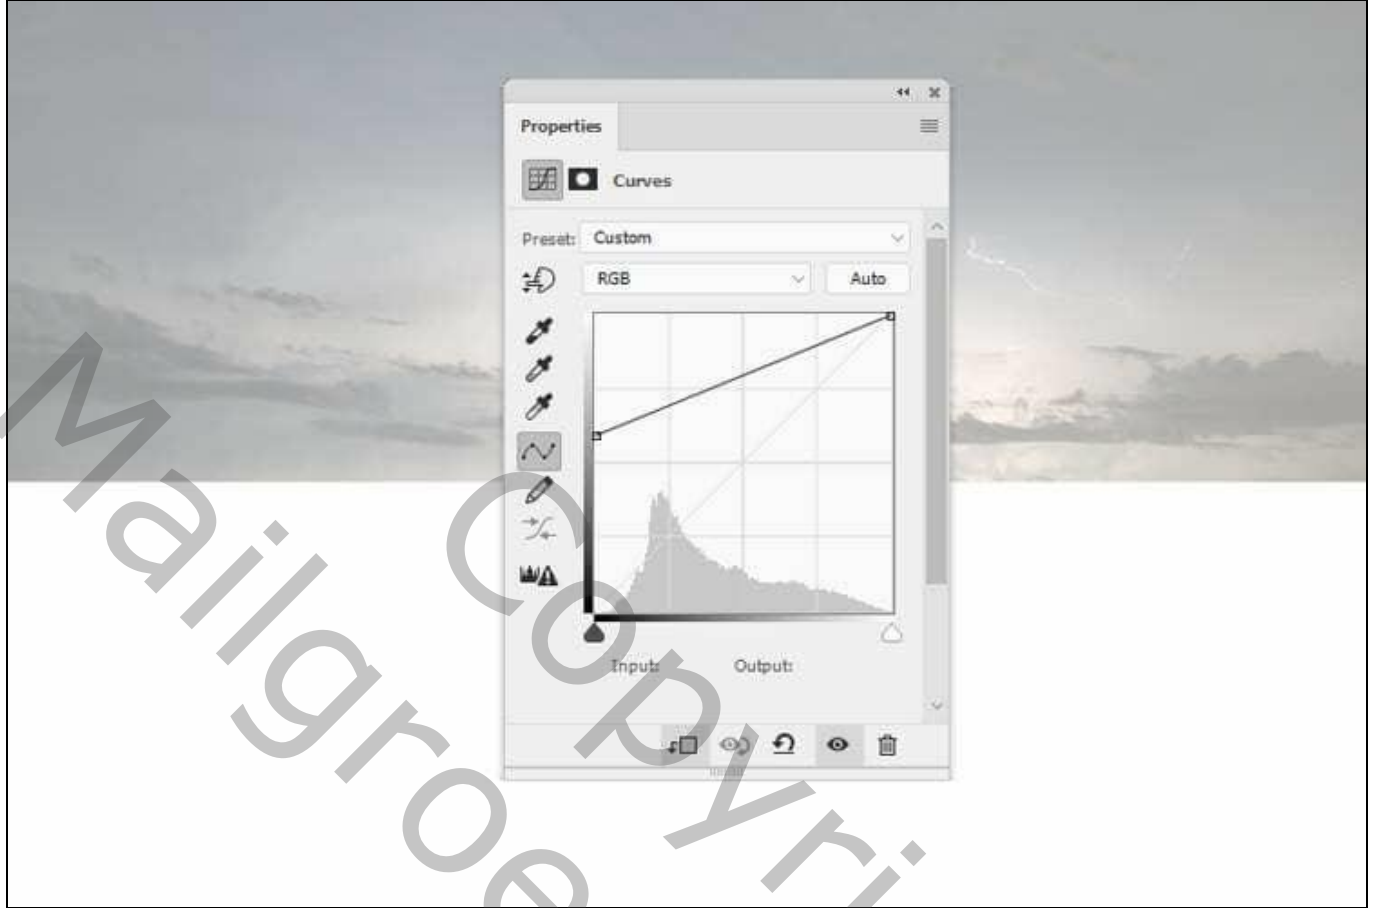 Properties
Curves
Preset: Custom
RGB
Auto
Input:
Output:
Mailgroe
Copyri